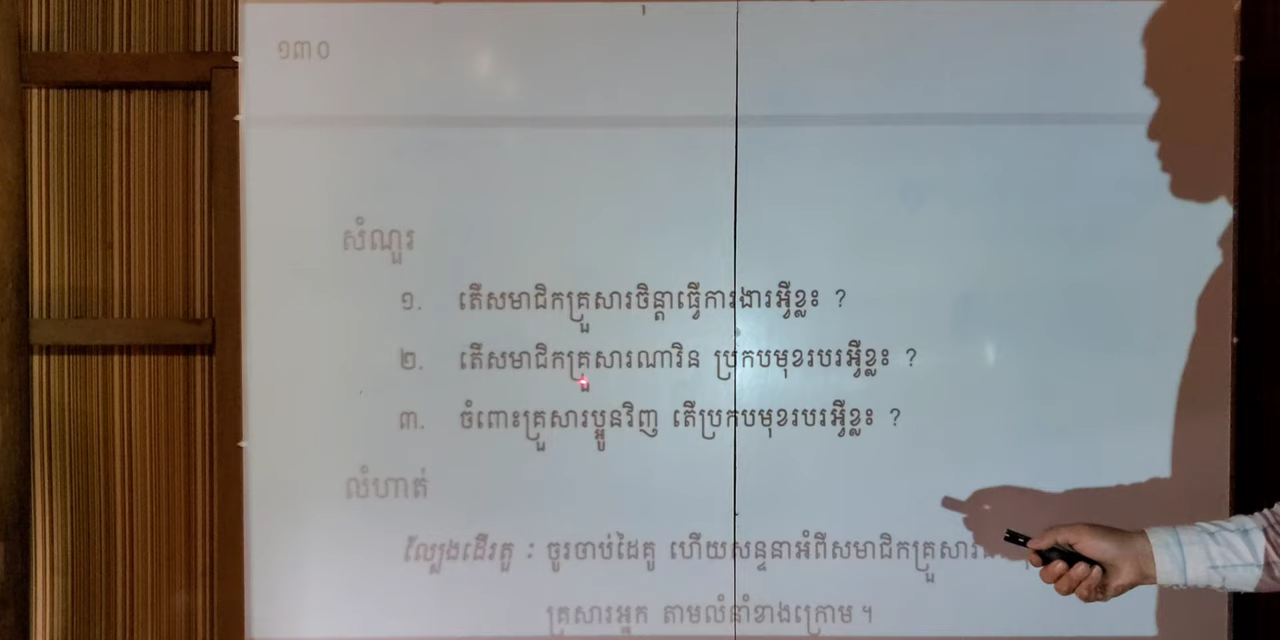 ១៣០
សំណួរ
១. តើសមាជិកគ្រួសារចិន្តាធ្វើការងារអ្វីខ្លះ ?
២. តើសមាជិកគ្រួសារណារិន ប្រកបមុខរបរអ្វីខ្លះ ?
៣. ចំពោះគ្រួសារប្អូនវិញ តើប្រកបមុខរបរអ្វីខ្លះ ?
លំហាត់
ល្បែងដើរតួ : ចូរចាប់ដៃគូ ហើយសន្ទនាអំពីសមាជិកគ្រួសារ
គ្រួសារអ្នក តាមលំនាំខាងក្រោម ។